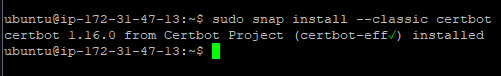 ubuntu@ip-172-31-47-13:~$ sudo snap install --classic certbot
certbot 1.16.0 from Certbot Project (certbot-eff✓) installed
ubuntu@ip-172-31-47-13:~$